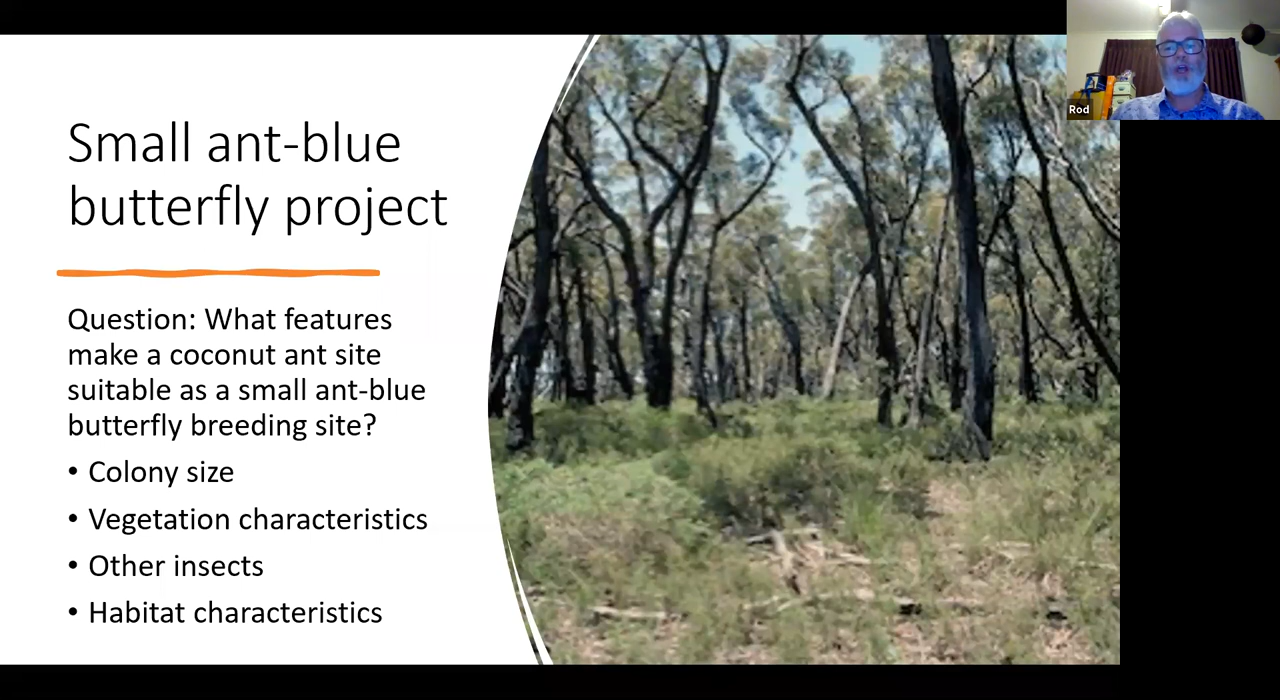 Rod
Small ant-blue
butterfly project
Question: What features
make a coconut ant site
suitable as a small ant-blue
butterfly breeding site?
• Colony size
• Vegetation characteristics
• Other insects
• Habitat characteristics